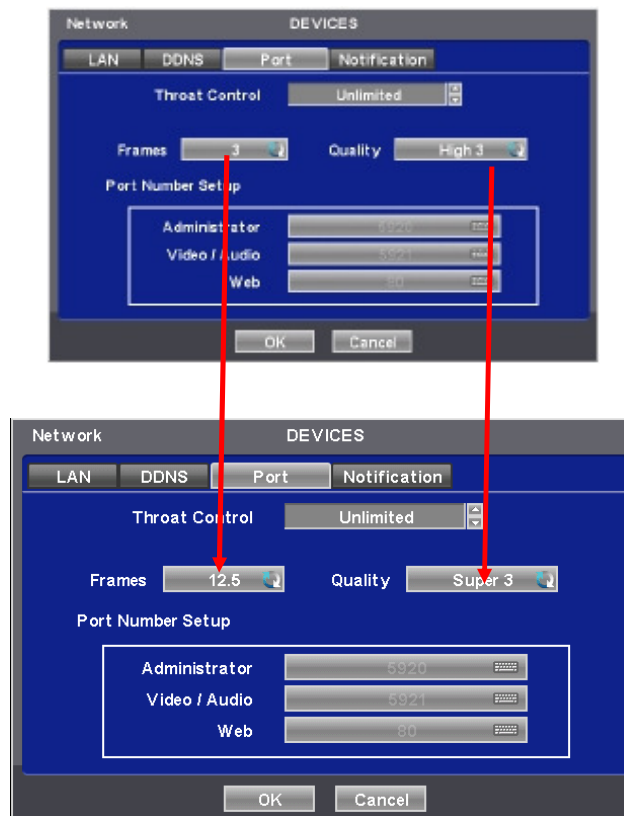 Network DEVICES
LAN DDNS Port Notification
Throat Control Unlimited
Frames 3 Quality High 3
Port Number Setup
Administrator 5920
Video / Audio 5921
Web 80
OK Cancel
Network DEVICES
LAN DDNS Port Notification
Throat Control Unlimited
Frames 12.5 Quality Super 3
Port Number Setup
Administrator 5920
Video / Audio 5921
Web 80
OK Cancel